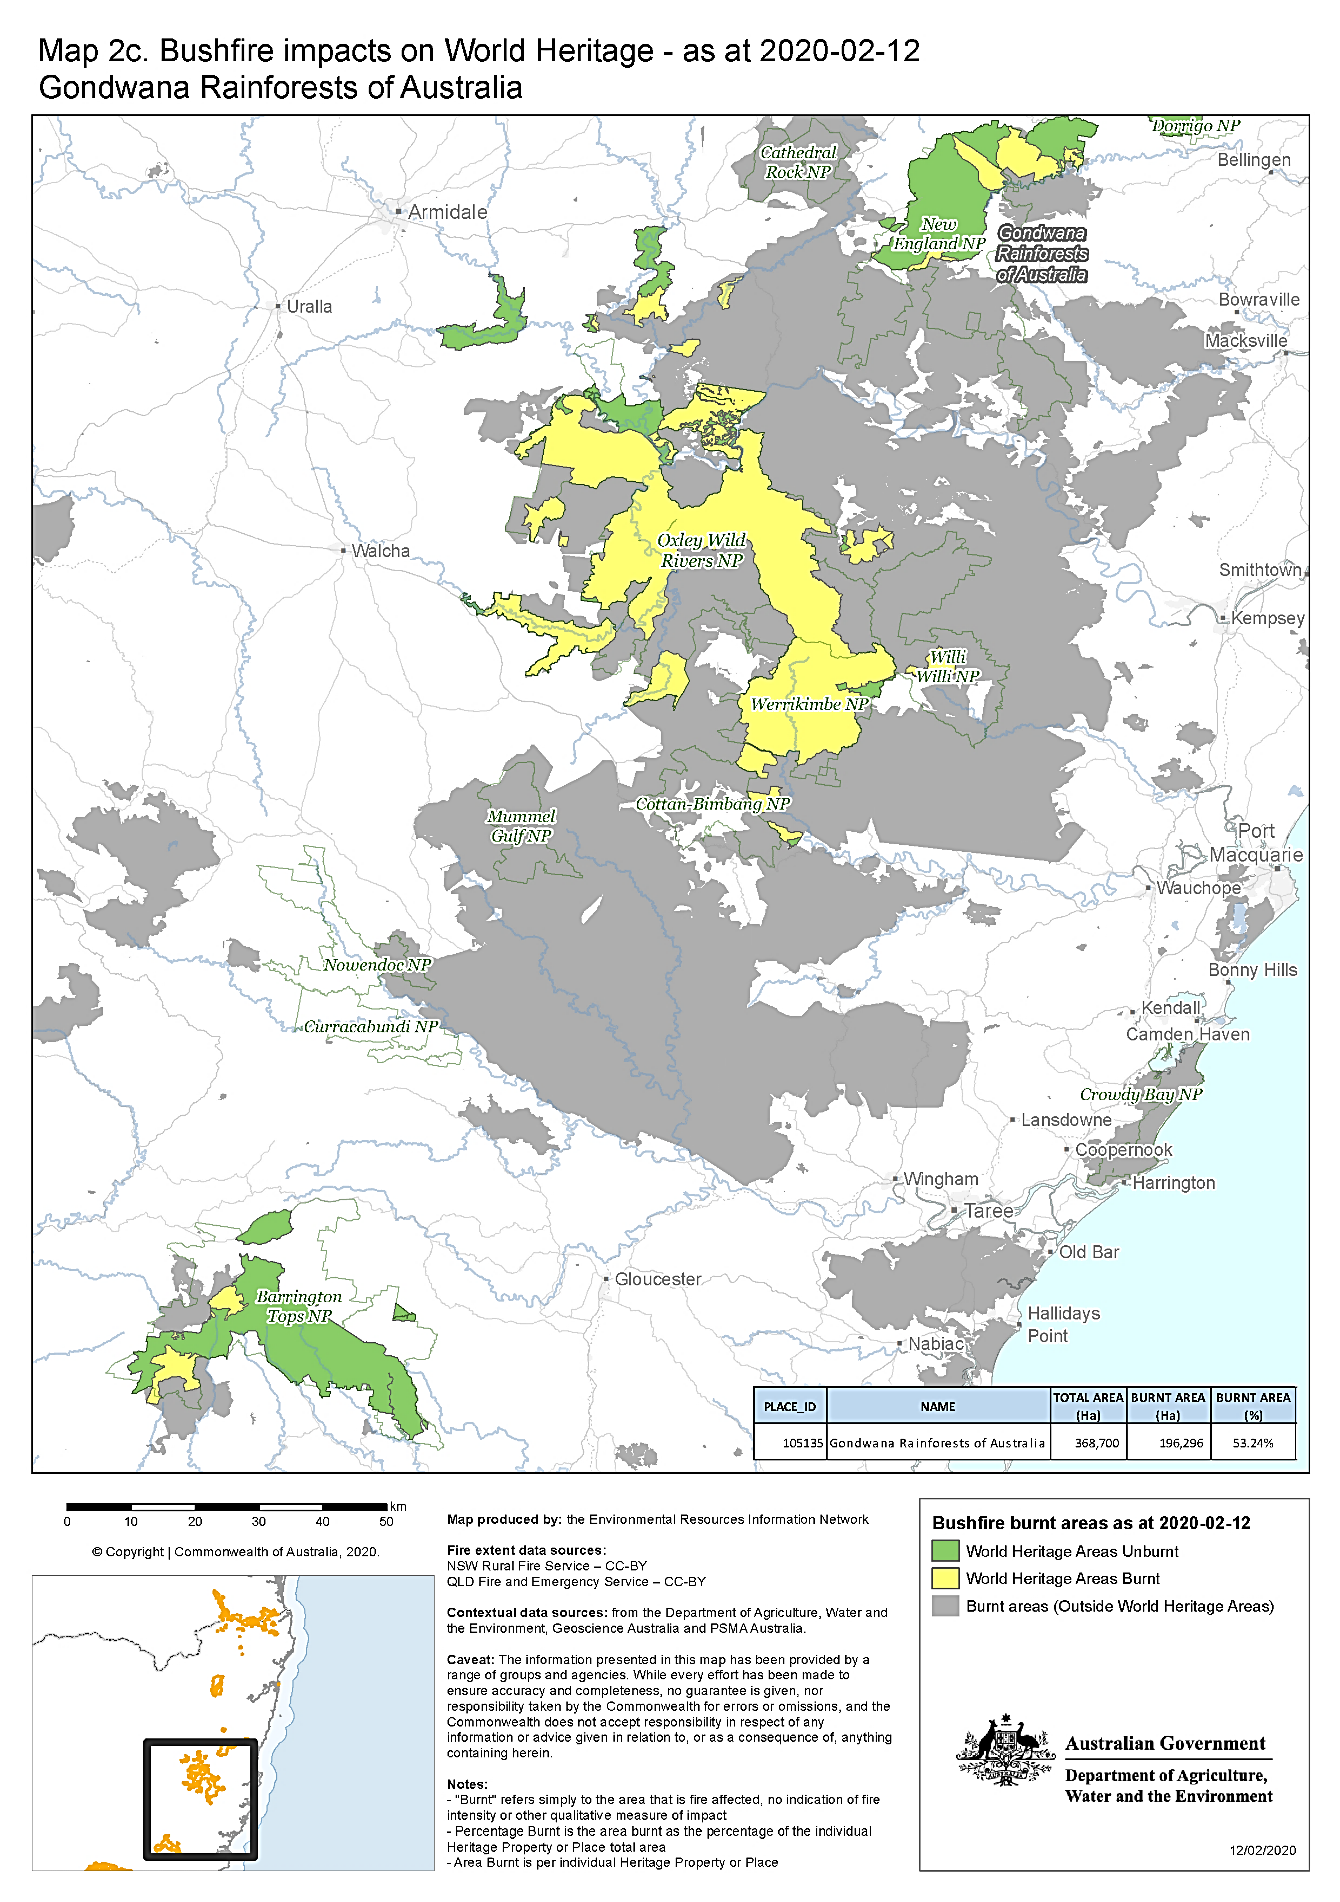 Map 2c. Bushfire impacts on World Heritage - as at 2020-02-12
Gondwana Rainforests of Australia
Dorrigo NP
Cathedral
Rock NP
Bellingen
Armidale
New
England NP
Gondwana
Rainforests
of Australia
Uralla
Bowraville
Macksville
Walcha
Oxley Wild
Rivers NP
Smithtown
Kempsey
Willi
Willi NP
Werrikimbe NP
Cottan-Bimbang NP
Mummel
Gulf NP
Port
Macquarie
Wauchope
Nowendoc NP
Bonny Hills
Curracabundi NP
Kendall
Camden Haven
Crowdy Bay NP
Lansdowne
Coopernook
Wingham
Harrington
Taree
Old Bar
Gloucester
Barrington
Tops NP
Hallidays
Point
Nabiac
PLACE_ID NAME TOTAL AREA (Ha) BURNT AREA (Ha) BURNT AREA (%)
105135 Gondwana Rainforests of Australia 368,700 196,296 53.24%
km
0 10 20 30 40 50
© Copyright | Commonwealth of Australia, 2020.
Map produced by: the Environmental Resources Information Network
Fire extent data sources:
NSW Rural Fire Service – CC-BY
QLD Fire and Emergency Service – CC-BY
Contextual data sources: from the Department of Agriculture, Water and
the Environment, Geoscience Australia and PSMA Australia.
Caveat: The information presented in this map has been provided by a
range of groups and agencies. While every effort has been made to
ensure accuracy and completeness, no guarantee is given, nor
responsibility taken by the Commonwealth for errors or omissions, and the
Commonwealth does not accept responsibility in respect of any
information or advice given in relation to, or as a consequence of, anything
containing herein.
Notes:
- "Burnt" refers simply to the area that is fire affected, no indication of fire
intensity or other qualitative measure of impact
- Percentage Burnt is the area burnt as the percentage of the individual
Heritage Property or Place total area
- Area Burnt is per individual Heritage Property or Place
Bushfire burnt areas as at 2020-02-12
World Heritage Areas Unburnt
World Heritage Areas Burnt
Burnt areas (Outside World Heritage Areas)
AUSTRALIA
Australian Government
Department of Agriculture,
Water and the Environment
12/02/2020